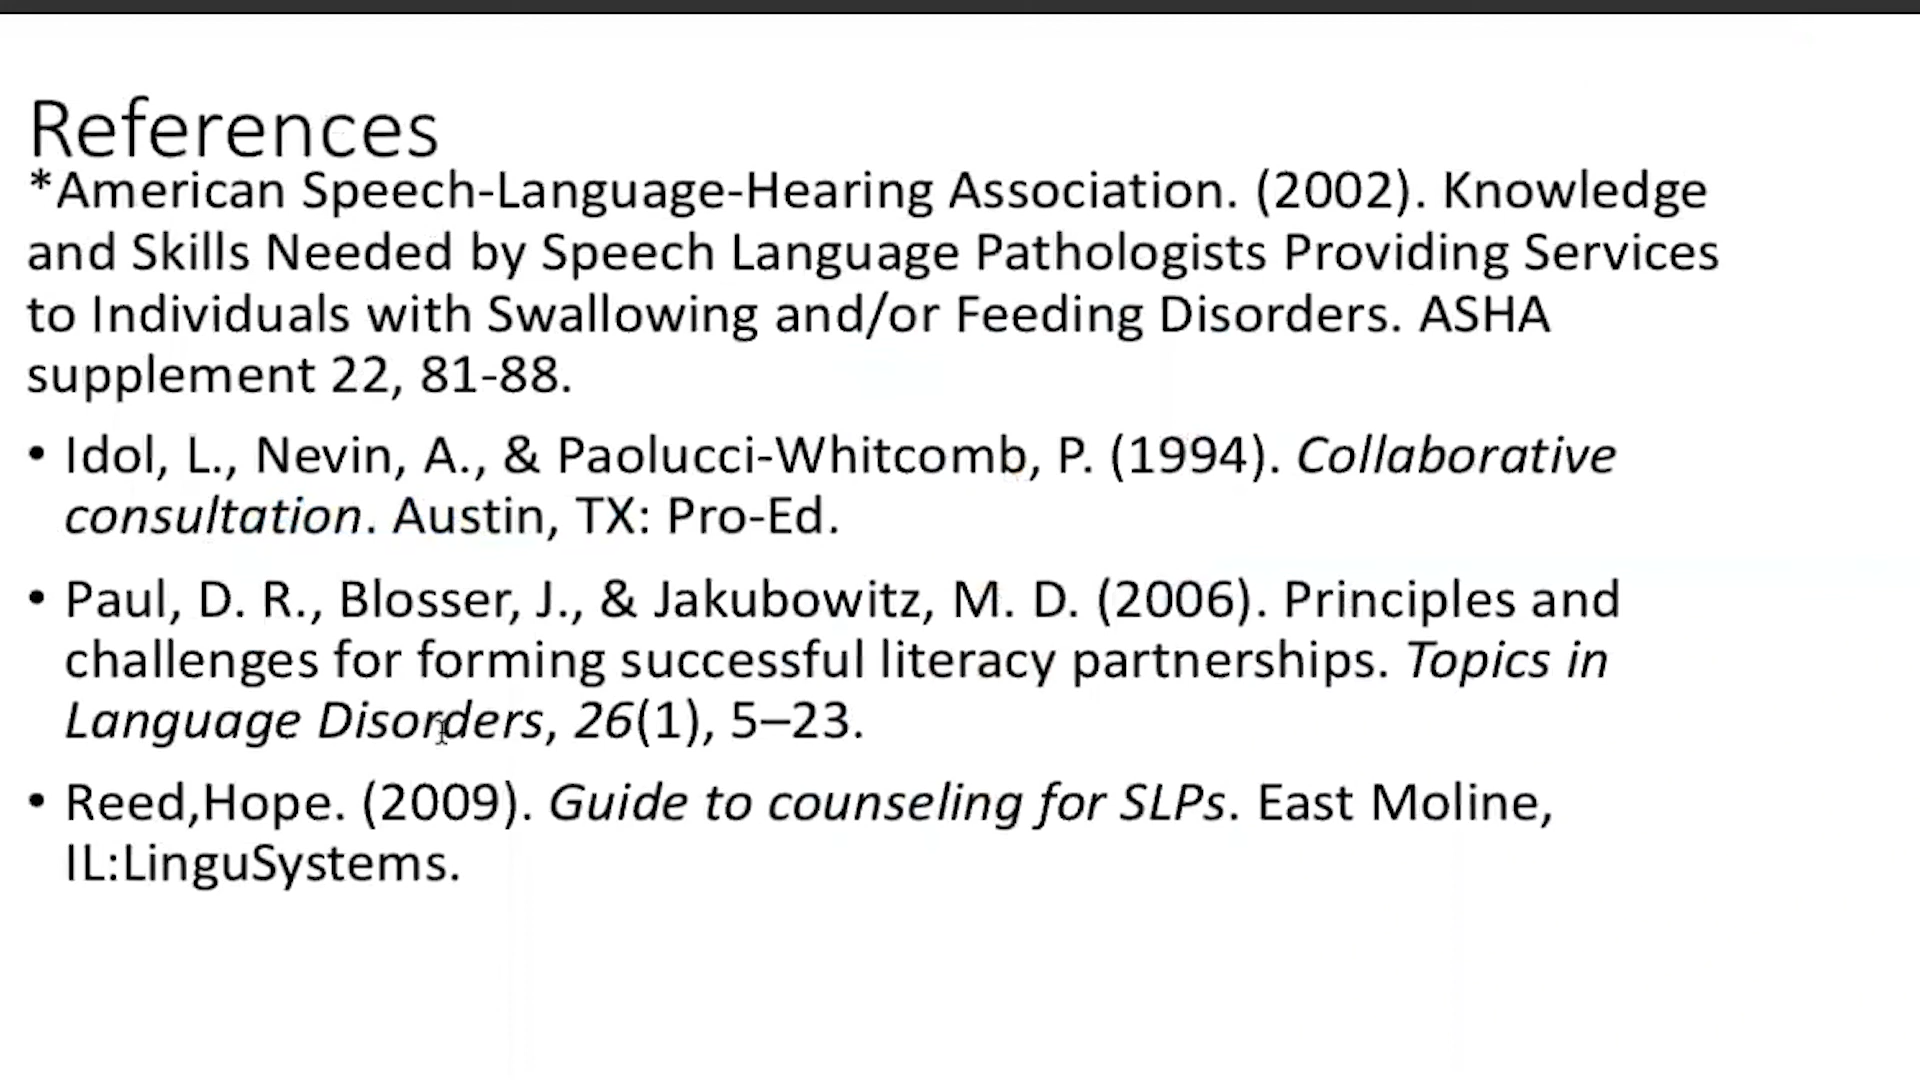 References
*American Speech-Language-Hearing Association. (2002). Knowledge
and Skills Needed by Speech Language Pathologists Providing Services
to Individuals with Swallowing and/or Feeding Disorders. ASHA
supplement 22, 81-88.
• Idol, L., Nevin, A., & Paolucci-Whitcomb, P. (1994). Collaborative
consultation. Austin, TX: Pro-Ed.
• Paul, D. R., Blosser, J., & Jakubowitz, M. D. (2006). Principles and
challenges for forming successful literacy partnerships. Topics in
Language Disorders, 26(1), 5–23.
• Reed,Hope. (2009). Guide to counseling for SLPs. East Moline,
IL:LinguSystems.